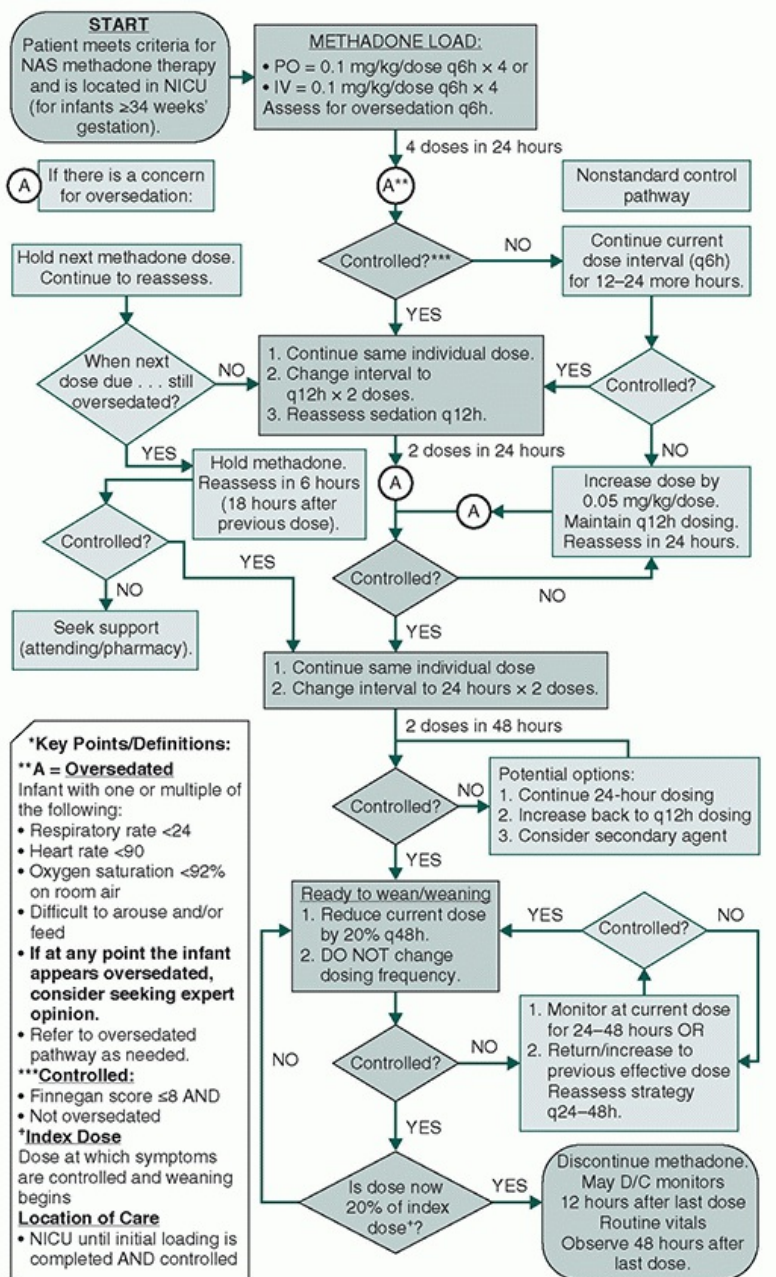 START
Patient meets criteria for
NAS methadone therapy
and is located in NICU
(for infants ≥34 weeks'
gestation).
METHADONE LOAD:
• PO = 0.1 mg/kg/dose q6h × 4 or
• IV = 0.1 mg/kg/dose q6h × 4
Assess for oversedation q6h.
4 doses in 24 hours
A
If there is a concern
for oversedation:
A**
Nonstandard control
pathway
Hold next methadone dose.
Continue to reassess.
Controlled?***
NO
Continue current
dose interval (q6h)
for 12–24 more hours.
YES
When next
dose due . . . still
oversedated?
NO
1. Continue same individual dose.
2. Change interval to
q12h × 2 doses.
3. Reassess sedation q12h.
YES
Controlled?
YES
2 doses in 24 hours
NO
Hold methadone.
Reassess in 6 hours
(18 hours after
previous dose).
A
A
Increase dose by
0.05 mg/kg/dose.
Maintain q12h dosing.
Reassess in 24 hours.
Controlled?
YES
Controlled?
NO
NO
YES
Seek support
(attending/pharmacy).
1. Continue same individual dose
2. Change interval to 24 hours × 2 doses.
2 doses in 48 hours
Controlled?
NO
Potential options:
1. Continue 24-hour dosing
2. Increase back to q12h dosing
3. Consider secondary agent
YES
Ready to wean/weaning
1. Reduce current dose
by 20% q48h.
2. DO NOT change
dosing frequency.
YES
Controlled?
NO
Controlled?
NO
1. Monitor at current dose
for 24–48 hours OR
2. Return/increase to
previous effective dose
Reassess strategy
q24–48h.
NO
YES
Is dose now
20% of index
dose⁺?
YES
Discontinue methadone.
May D/C monitors
12 hours after last dose
Routine vitals
Observe 48 hours after
last dose.
*Key Points/Definitions:
**A = Oversedated
Infant with one or multiple of
the following:
• Respiratory rate <24
• Heart rate <90
• Oxygen saturation <92%
on room air
• Difficult to arouse and/or
feed
• If at any point the infant
appears oversedated,
consider seeking expert
opinion.
• Refer to oversedated
pathway as needed.
***Controlled:
• Finnegan score ≤8 AND
• Not oversedated
⁺Index Dose
Dose at which symptoms
are controlled and weaning
begins
Location of Care
• NICU until initial loading is
completed AND controlled